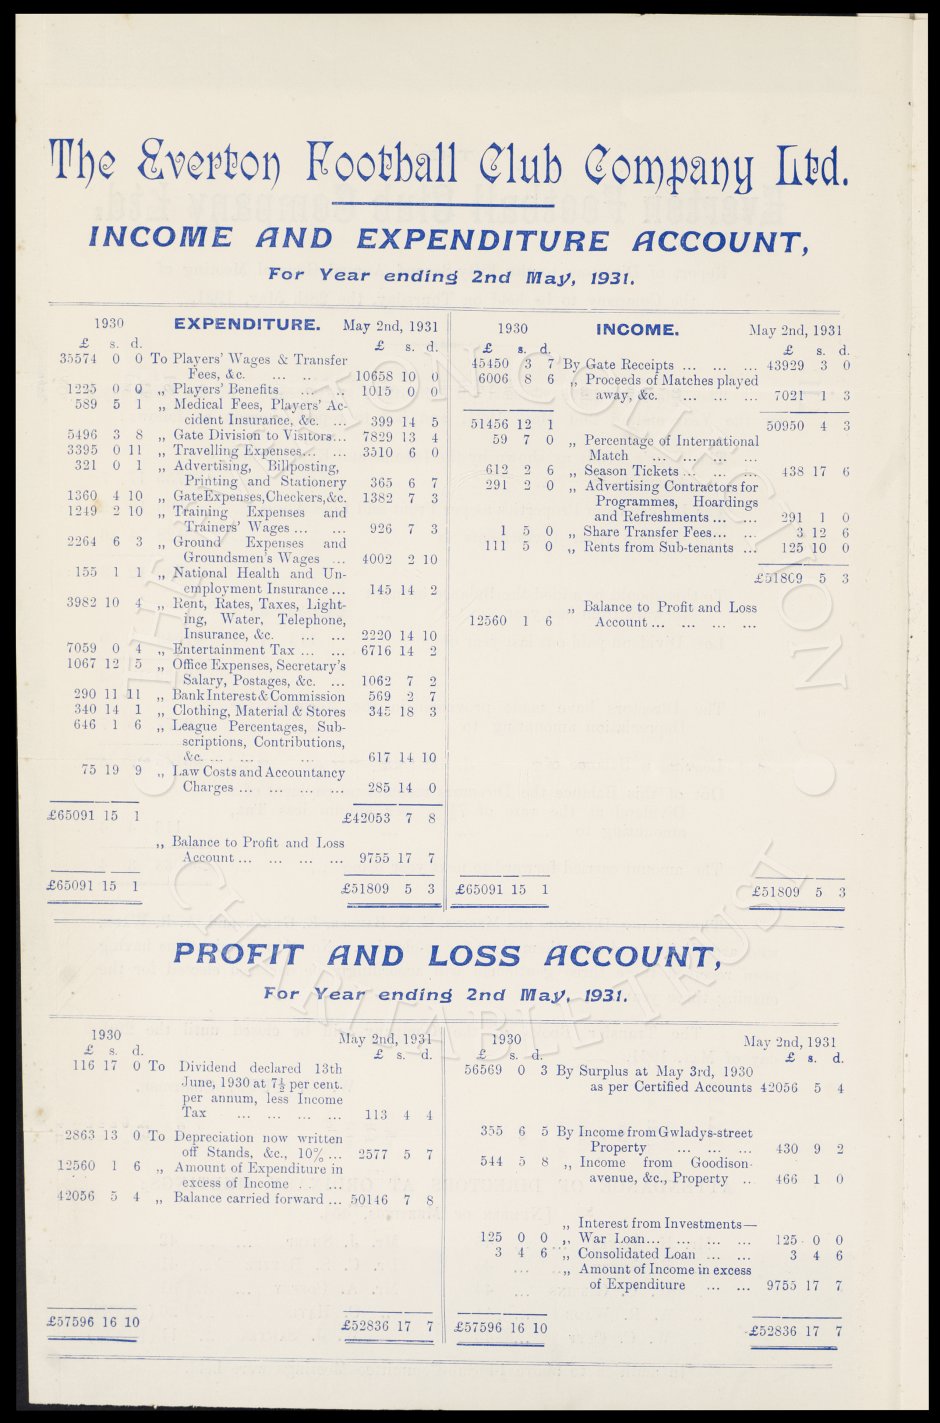 The Everton Football Club Company Ltd.
INCOME AND EXPENDITURE ACCOUNT,
For Year ending 2nd May, 1931.
1930 EXPENDITURE. May 2nd, 1931
£ s. d. £ s. d.
35574 0 0 To Players' Wages & Transfer
Fees, &c. ... ... 10658 10 0
1225 0 0 ,, Players' Benefits ... .. 1015 0 0
589 5 1 ,, Medical Fees, Players' Ac-
cident Insurance, &c. ... 399 14 5
5496 3 8 ,, Gate Division to Visitors... 7829 13 4
3395 0 11 ,, Travelling Expenses... ... 3510 6 0
321 0 1 ,, Advertising, Billposting,
Printing and Stationery 365 6 7
1360 4 10 ,, Gate Expenses, Checkers, &c. 1382 7 3
1249 2 10 ,, Training Expenses and
Trainers' Wages ... ... 926 7 3
2264 6 3 ,, Ground Expenses and
Groundsmen's Wages ... 4002 2 10
155 1 1 ,, National Health and Un-
employment Insurance ... 145 14 2
3982 10 4 ,, Rent, Rates, Taxes, Light-
ing, Water, Telephone,
Insurance, &c. ... ... 2220 14 10
7059 0 4 ,, Entertainment Tax ... ... 6716 14 2
1067 12 5 ,, Office Expenses, Secretary's
Salary, Postages, &c. ... 1062 7 2
290 11 11 ,, Bank Interest & Commission 569 2 7
340 14 1 ,, Clothing, Material & Stores 345 18 3
646 1 6 ,, League Percentages, Sub-
scriptions, Contributions,
&c. ... ... ... 617 14 10
75 19 9 ,, Law Costs and Accountancy
Charges ... ... ... ... 285 14 0
£65091 15 1 £42053 7 8
,, Balance to Profit and Loss
Account ... ... ... ... 9755 17 7
£65091 15 1 £51809 5 3
1930 INCOME. May 2nd, 1931
£ s. d. £ s. d.
45450 3 7 By Gate Receipts ... ... ... 43929 3 0
6006 8 6 ,, Proceeds of Matches played
away, &c. ... ... ... 7021 1 3
51456 12 1 50950 4 3
59 7 0 ,, Percentage of International
Match ... ... ... ...
612 2 6 ,, Season Tickets ... ... ... 438 17 6
291 2 0 ,, Advertising Contractors for
Programmes, Hoardings
and Refreshments ... ... 291 1 0
1 5 0 ,, Share Transfer Fees... ... 3 12 6
111 5 0 ,, Rents from Sub-tenants ... 125 10 0
£51809 5 3
,, Balance to Profit and Loss
12560 1 6 Account ... ... ... ...
£65091 15 1 £51809 5 3
PROFIT AND LOSS ACCOUNT,
For Year ending 2nd May, 1931.
1930 May 2nd, 1931
£ s. d. £ s. d.
116 17 0 To Dividend declared 13th
June, 1930 at 7½ per cent.
per annum, less Income
Tax ... ... ... ... 113 4 4
2863 13 0 To Depreciation now written
off Stands, &c., 10% ... 2577 5 7
12560 1 6 ,, Amount of Expenditure in
excess of Income ... ...
42056 5 4 ,, Balance carried forward ... 50146 7 8
£57596 16 10 £52836 17 7
1930 May 2nd, 1931
£ s. d. £ s. d.
56569 0 3 By Surplus at May 3rd, 1930
as per Certified Accounts 42056 5 4
355 6 5 By Income from Gwladys-street
Property ... ... ... 430 9 2
544 5 8 ,, Income from Goodison-
avenue, &c., Property ... 466 1 0
,, Interest from Investments—
125 0 0 ,, War Loan... ... ... ... 125 0 0
3 4 6 ,, Consolidated Loan ... ... 3 4 6
... ,, Amount of Income in excess
of Expenditure ... ... 9755 17 7
£57596 16 10 £52836 17 7
THE EVERTON COLLECTION
CHARITABLE TRUST